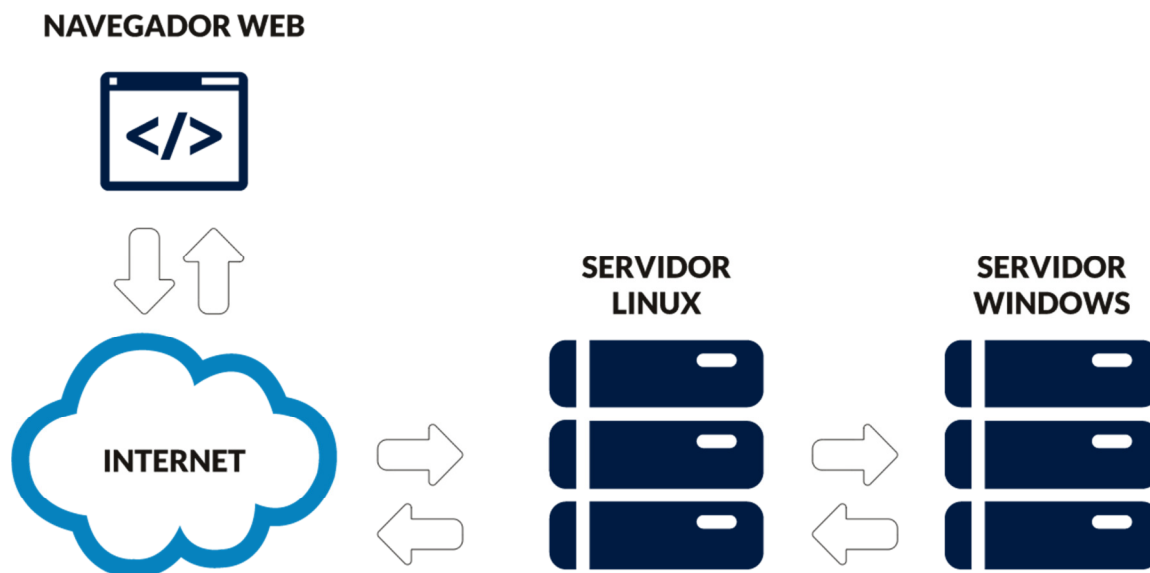 NAVEGADOR WEB
</>
SERVIDOR
LINUX
SERVIDOR
WINDOWS
INTERNET